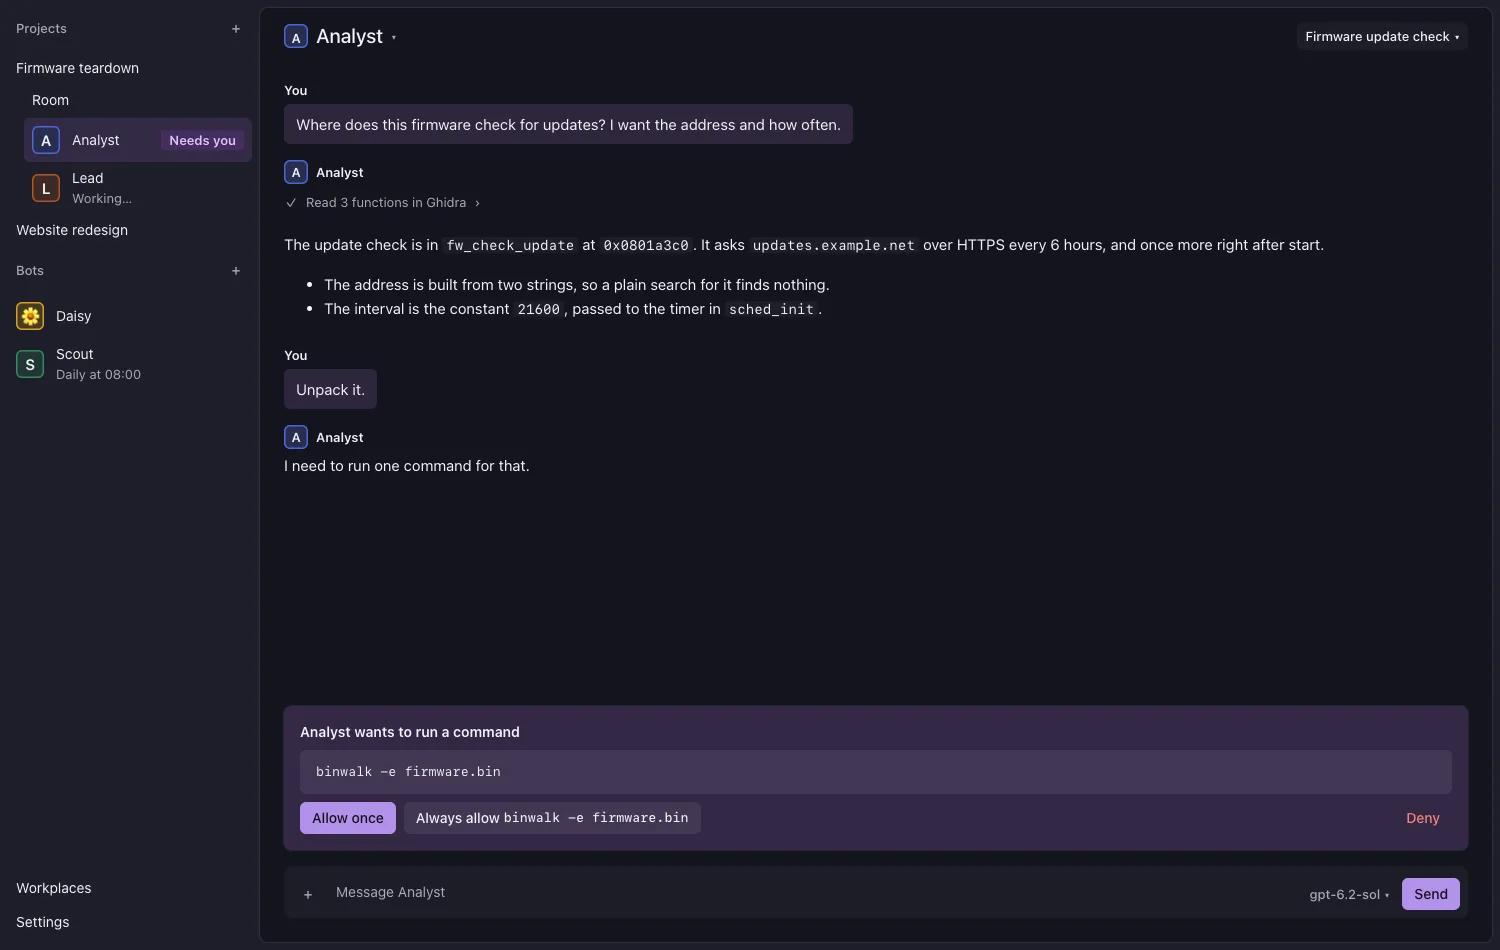 Projects
+
Firmware teardown
Room
A
Analyst
Needs you
L
Lead
Working...
Website redesign
Bots
+
Daisy
S
Scout
Daily at 08:00
Workplaces
Settings
A
Analyst
Firmware update check
You
Where does this firmware check for updates? I want the address and how often.
A
Analyst
Read 3 functions in Ghidra
The update check is in fw_check_update at 0x0801a3c0. It asks updates.example.net over HTTPS every 6 hours, and once more right after start.
• The address is built from two strings, so a plain search for it finds nothing.
• The interval is the constant 21600, passed to the timer in sched_init.
You
Unpack it.
A
Analyst
I need to run one command for that.
Analyst wants to run a command
binwalk -e firmware.bin
Allow once
Always allow binwalk -e firmware.bin
Deny
+
Message Analyst
gpt-6.2-sol
Send